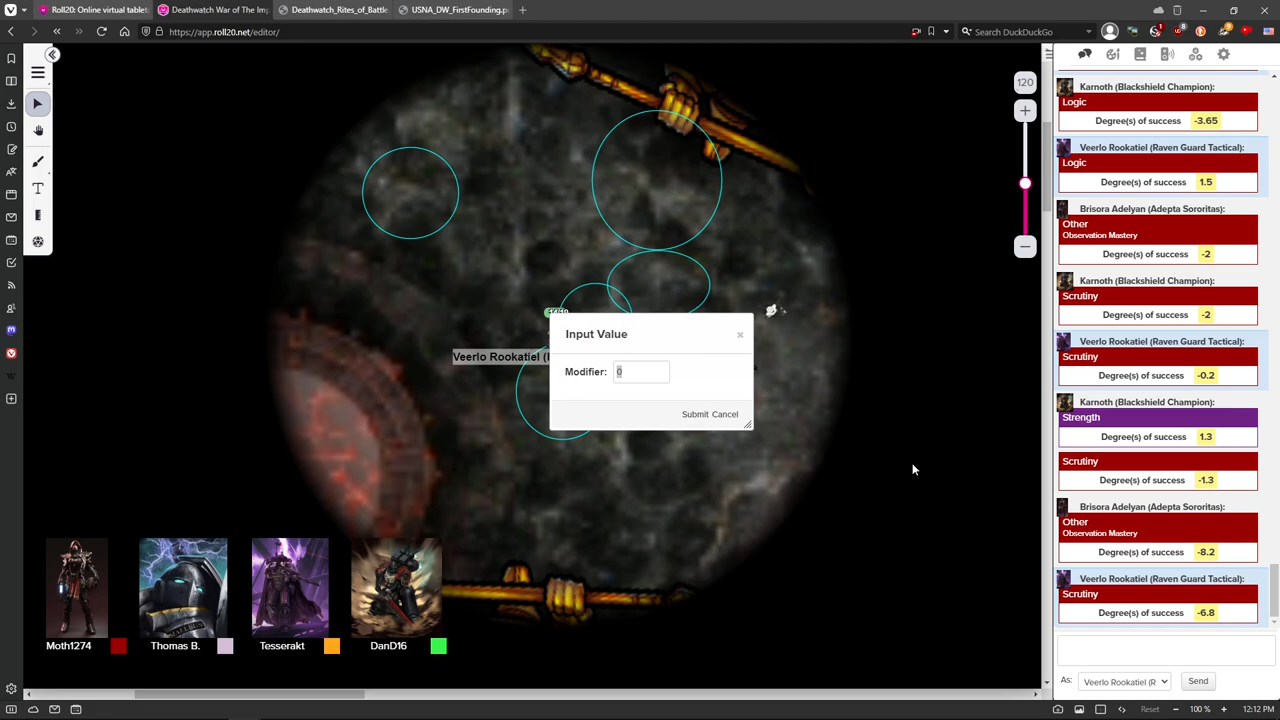 Roll20: Online virtual tablet
Deathwatch War of The Imp
Deathwatch_Rites_of_Battle
USNA_DW_FirstFounding.p
https://app.roll20.net/editor/
Search DuckDuckGo
120
Karnoth (Blackshield Champion):
Logic
Degree(s) of success -3.65
Veerlo Rookatiel (Raven Guard Tactical):
Logic
Degree(s) of success 1.5
Brisora Adelyan (Adepta Sororitas):
Other
Observation Mastery
Degree(s) of success -2
Karnoth (Blackshield Champion):
Scrutiny
Degree(s) of success -2
Veerlo Rookatiel (Raven Guard Tactical):
Scrutiny
Degree(s) of success -0.2
Karnoth (Blackshield Champion):
Strength
Degree(s) of success 1.3
Scrutiny
Degree(s) of success -1.3
Brisora Adelyan (Adepta Sororitas):
Other
Observation Mastery
Degree(s) of success -8.2
Veerlo Rookatiel (Raven Guard Tactical):
Scrutiny
Degree(s) of success -6.8
Veerlo Rookatiel (
Input Value ×
Modifier: 0
Submit Cancel
Moth1274
Thomas B.
Tesserakt
DanD16
As: Veerlo Rookatiel (R Send
Reset 100 % 12:12 PM